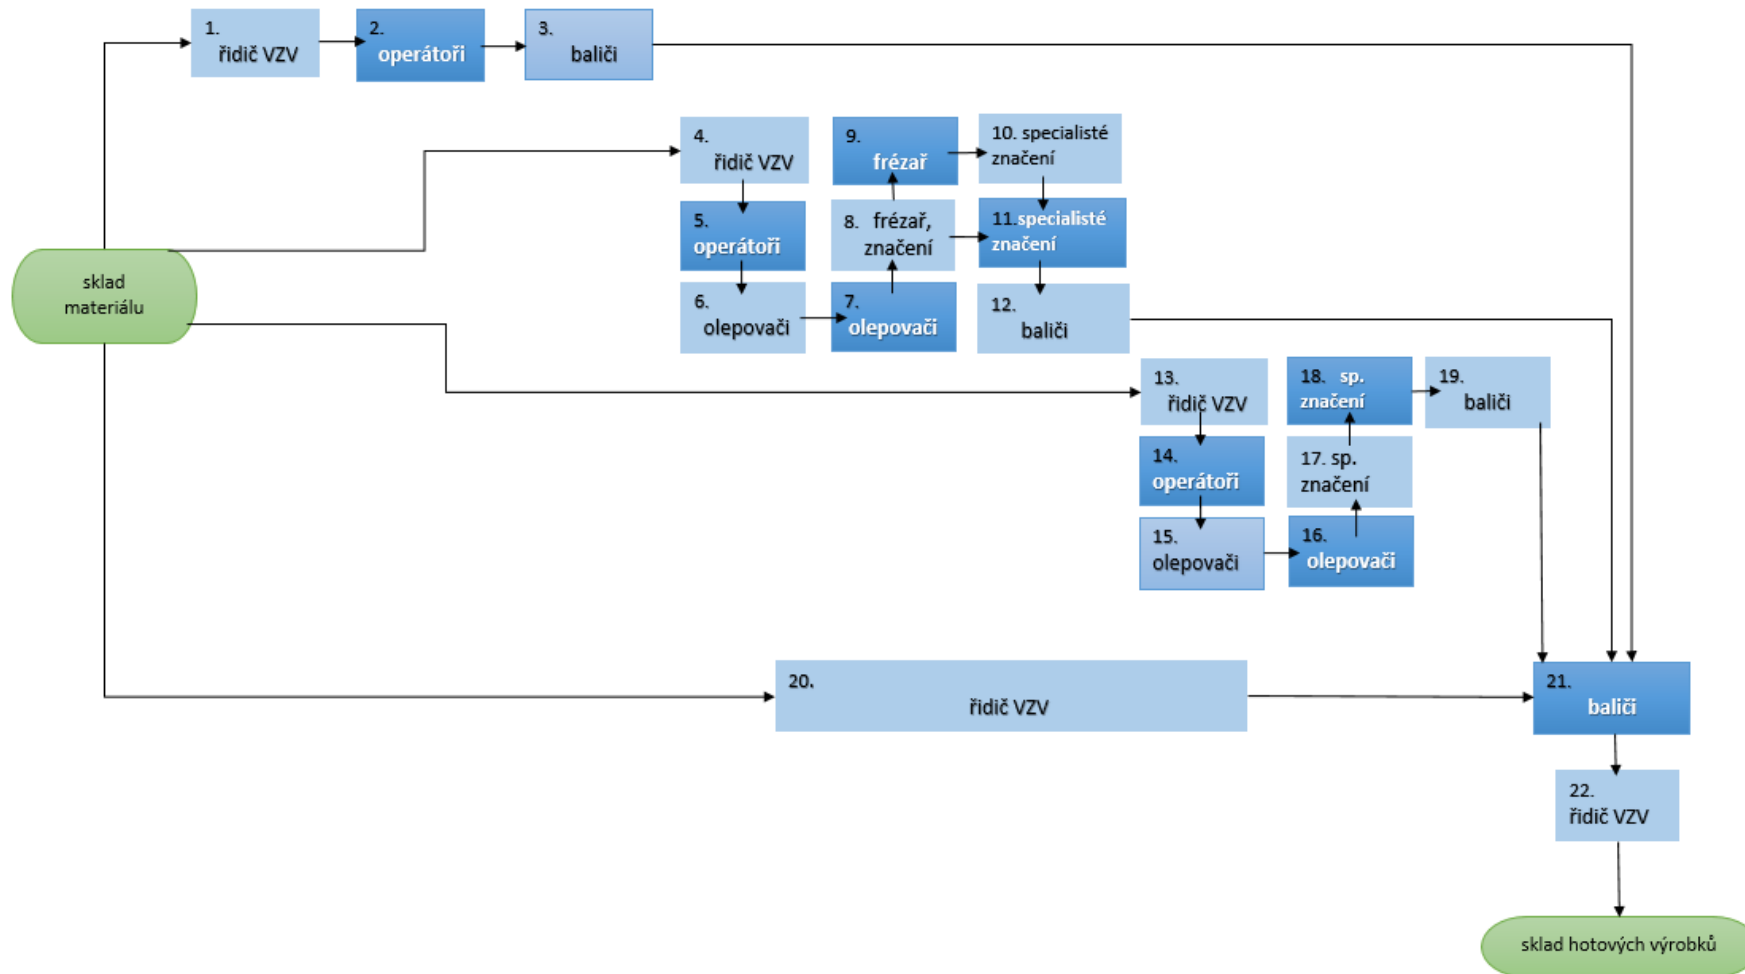 1.
řidič VZV
2.
operátoři
3.
baliči
4.
řidič VZV
9.
frézař
10. specialisté
značení
5.
operátoři
8. frézař,
značení
11.specialisté
značení
sklad
materiálu
6.
olepovači
7.
olepovači
12.
baliči
13.
řidič VZV
18. sp.
značení
19.
baliči
14.
operátoři
17. sp.
značení
15.
olepovači
16.
olepovači
20.
řidič VZV
21.
baliči
22.
řidič VZV
sklad hotových výrobků